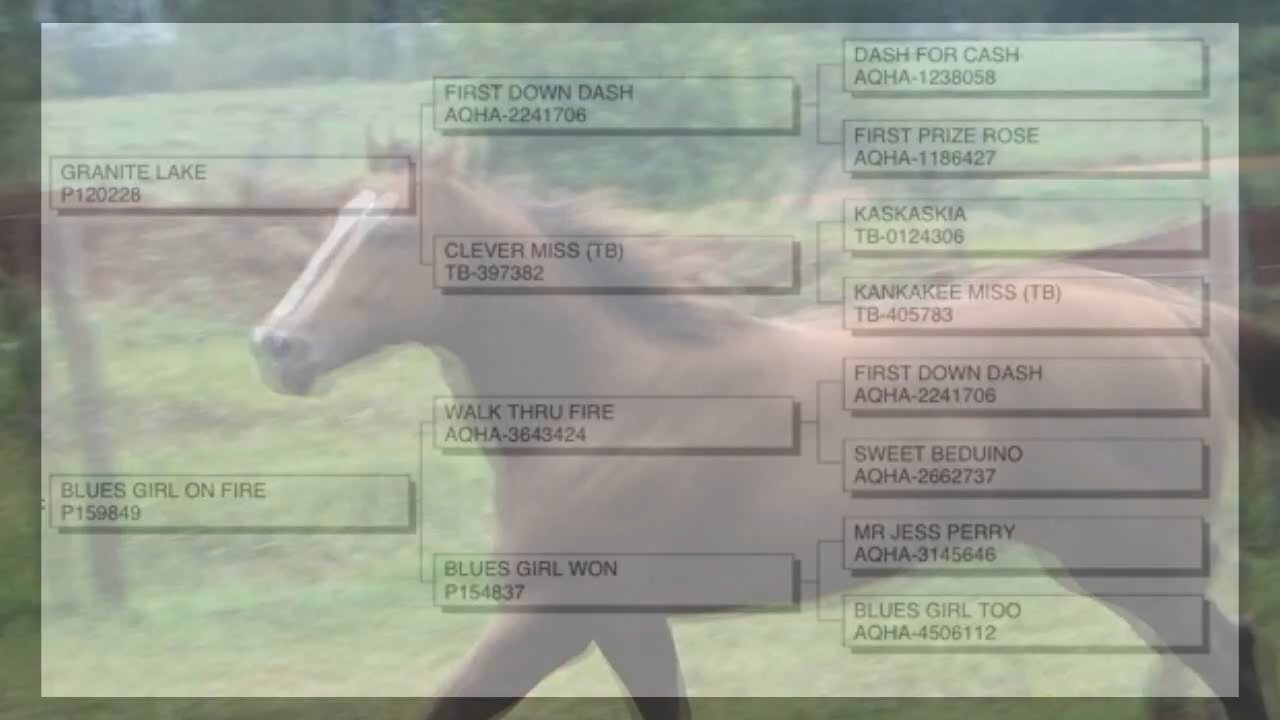 GRANITE LAKE
P120228
BLUES GIRL ON FIRE
P159849
FIRST DOWN DASH
AQHA-2241706
CLEVER MISS (TB)
TB-397382
WALK THRU FIRE
AQHA-3643424
BLUES GIRL WON
P154837
DASH FOR CASH
AQHA-1238058
FIRST PRIZE ROSE
AQHA-1186427
KASKASKIA
TB-0124306
KANKAKEE MISS (TB)
TB-405783
FIRST DOWN DASH
AQHA-2241706
SWEET BEDUINO
AQHA-2662737
MR JESS PERRY
AQHA-3145646
BLUES GIRL TOO
AQHA-4506112